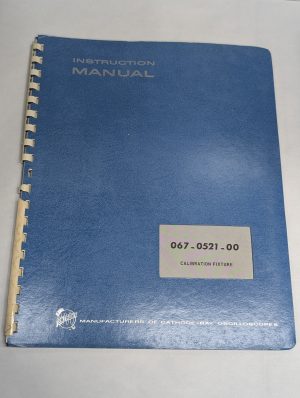 INSTRUCTION
MANUAL
067-0521-00
CALIBRATION FIXTURE
MANUFACTURERS OF CATHODE-RAY OSCILLOSCOPES